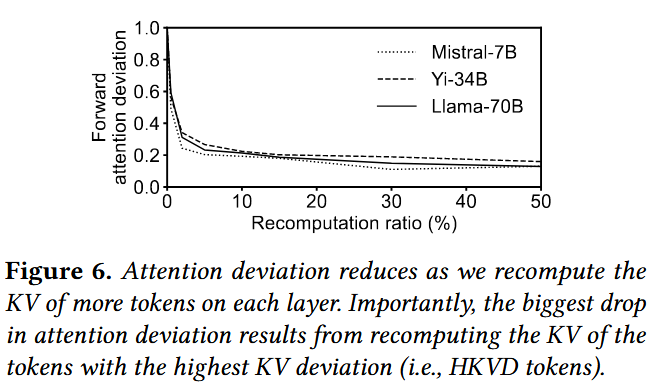 1.0
0.8
0.6
0.4
0.2
0.0
Forward
attention deviation
Mistral-7B
Yi-34B
Llama-70B
0 10 20 30 40 50
Recomputation ratio (%)
Figure 6. Attention deviation reduces as we recompute the
KV of more tokens on each layer. Importantly, the biggest drop
in attention deviation results from recomputing the KV of the
tokens with the highest KV deviation (i.e., HKVD tokens).